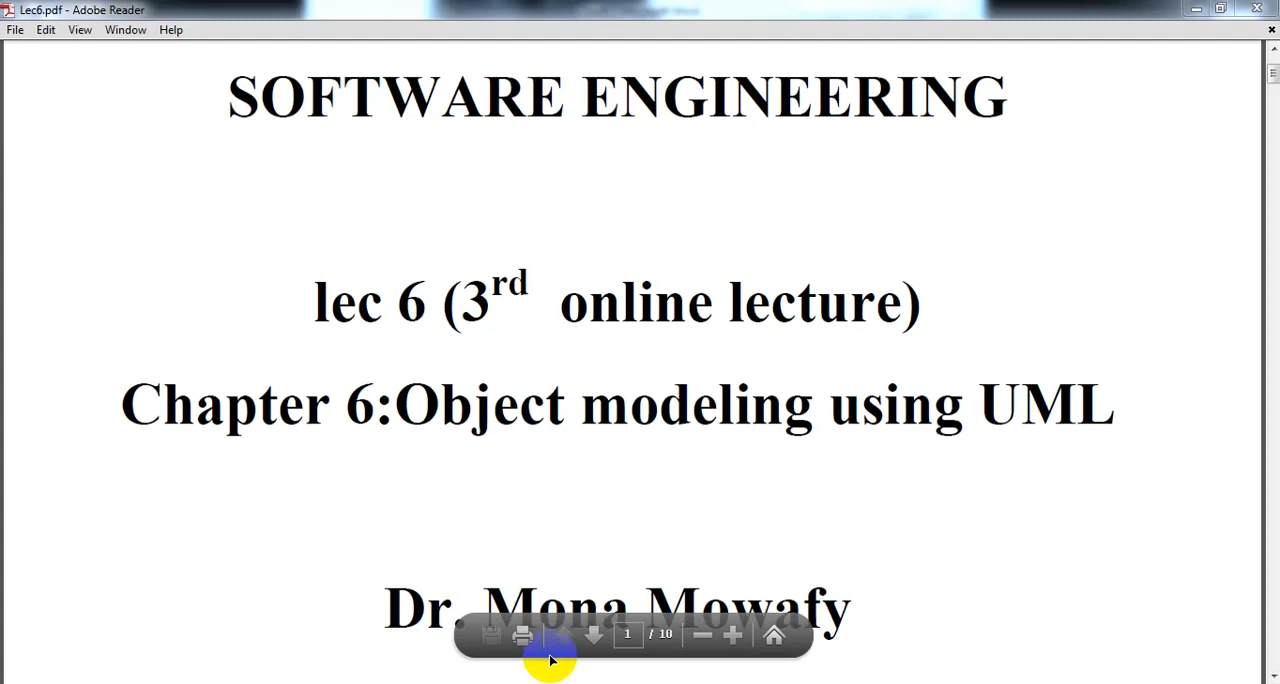 Lec6.pdf - Adobe Reader
File Edit View Window Help
SOFTWARE ENGINEERING
lec 6 (3rd online lecture)
Chapter 6:Object modeling using UML
Dr. Mona Mowafy
1 / 10